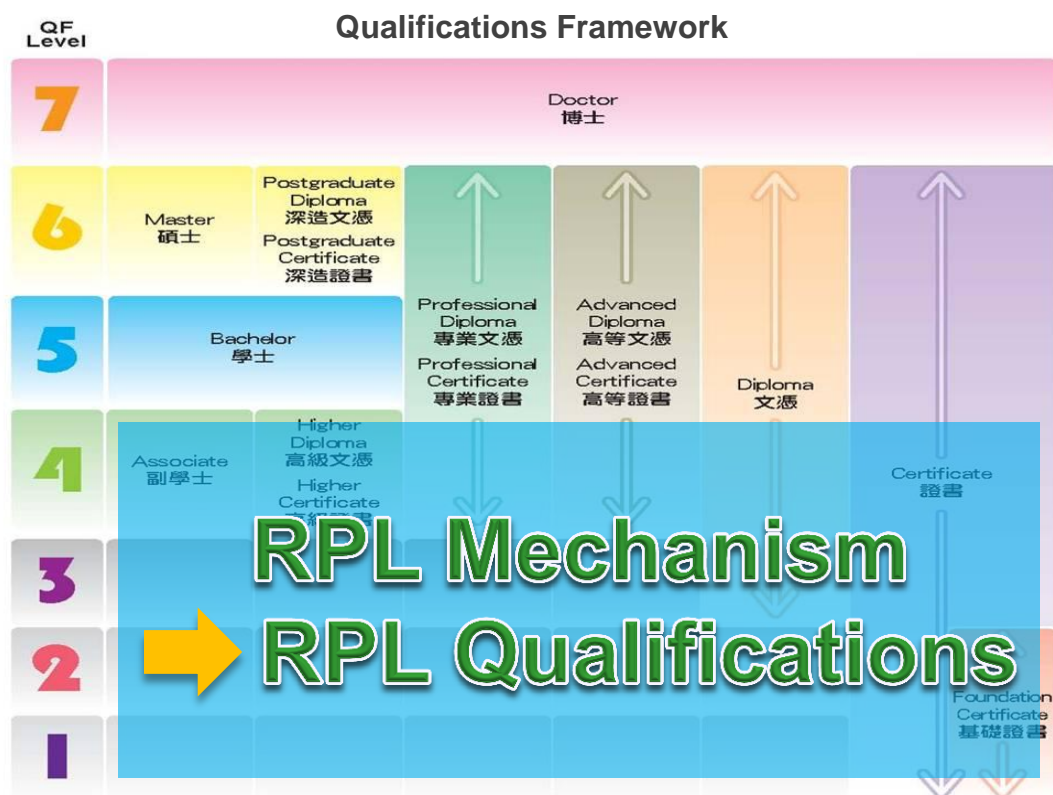 QF
Level
Qualifications Framework
7
Doctor
博士
6
Master
碩士
Postgraduate
Diploma
深造文憑
Postgraduate
Certificate
深造證書
Professional
Diploma
專業文憑
Professional
Certificate
專業證書
Advanced
Diploma
高等文憑
Advanced
Certificate
高等證書
Diploma
文憑
Certificate
證書
5
Bachelor
學士
4
Associate
副學士
Higher
Diploma
高級文憑
Higher
Certificate
高級證書
3
RPL Mechanism
2
RPL Qualifications
Foundation
Certificate
基礎證書
1